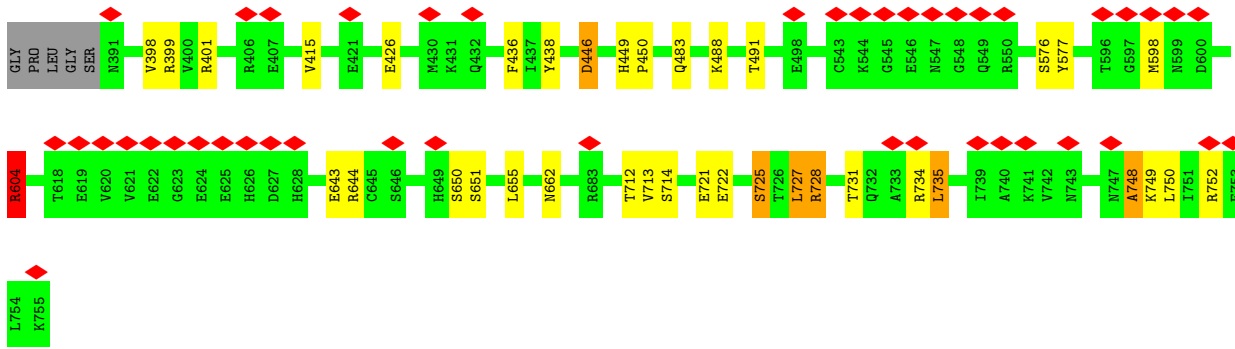 GLY PRO LEU GLY SER N391 V398 R399 V400 R401 R406 E407 V415 E421 E426 M430 K431 Q432 F436 I437 Y438 D446 H449 P450 Q483 K488 T491 E498 C543 K544 G545 E546 N547 G548 Q549 R550 S576 Y577 T596 G597 M598 N599 D600
R604 T618 E619 V620 V621 E622 G623 E624 E625 H626 D627 H628 E643 R644 C645 S646 H649 S650 S651 L655 N662 R683 T712 V713 S714 E721 E722 S725 T726 L727 R728 T731 Q732 A733 R734 L735 I739 A740 K741 V742 N743 N747 A748 K749 L750 I751 R752
L754 K755